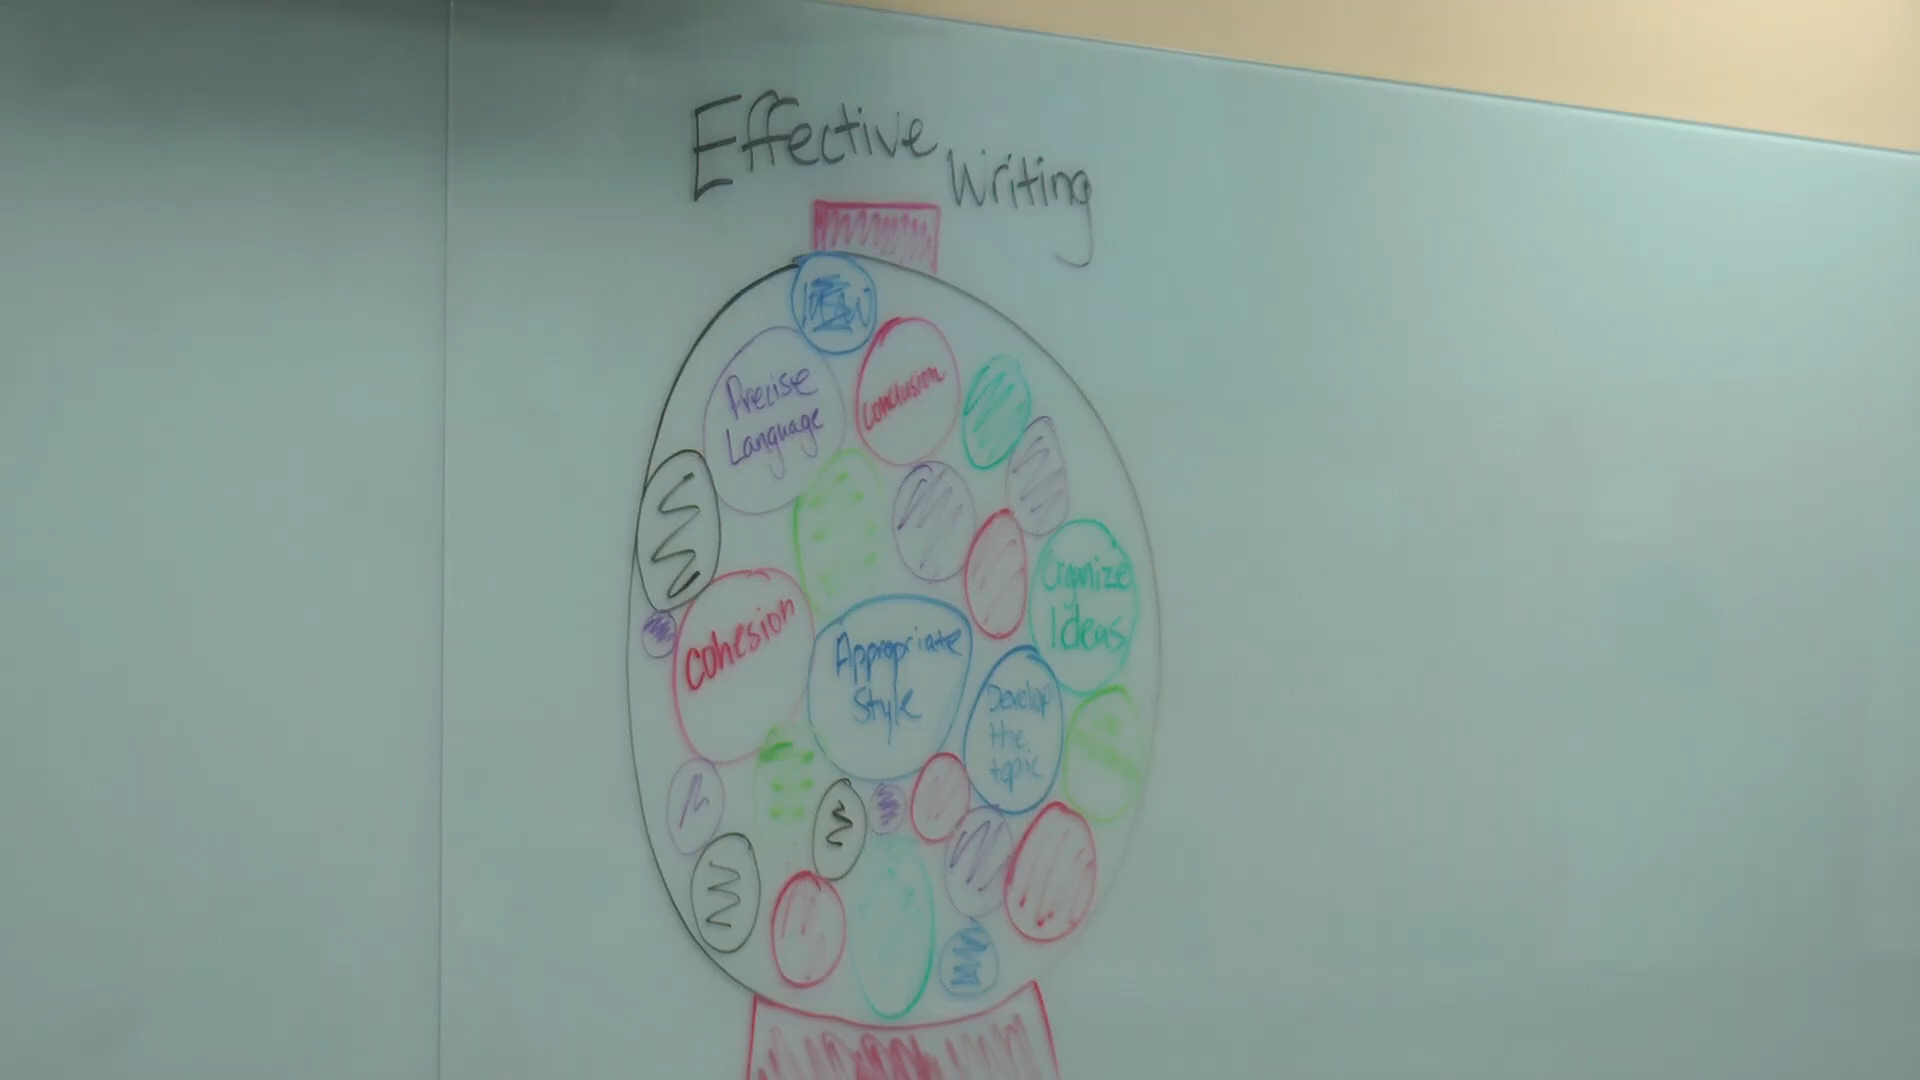 Effective Writing
Precise
Language
Conclusion
Organize
Ideas
Cohesion
Appropriate
Style
Develop
the
topic